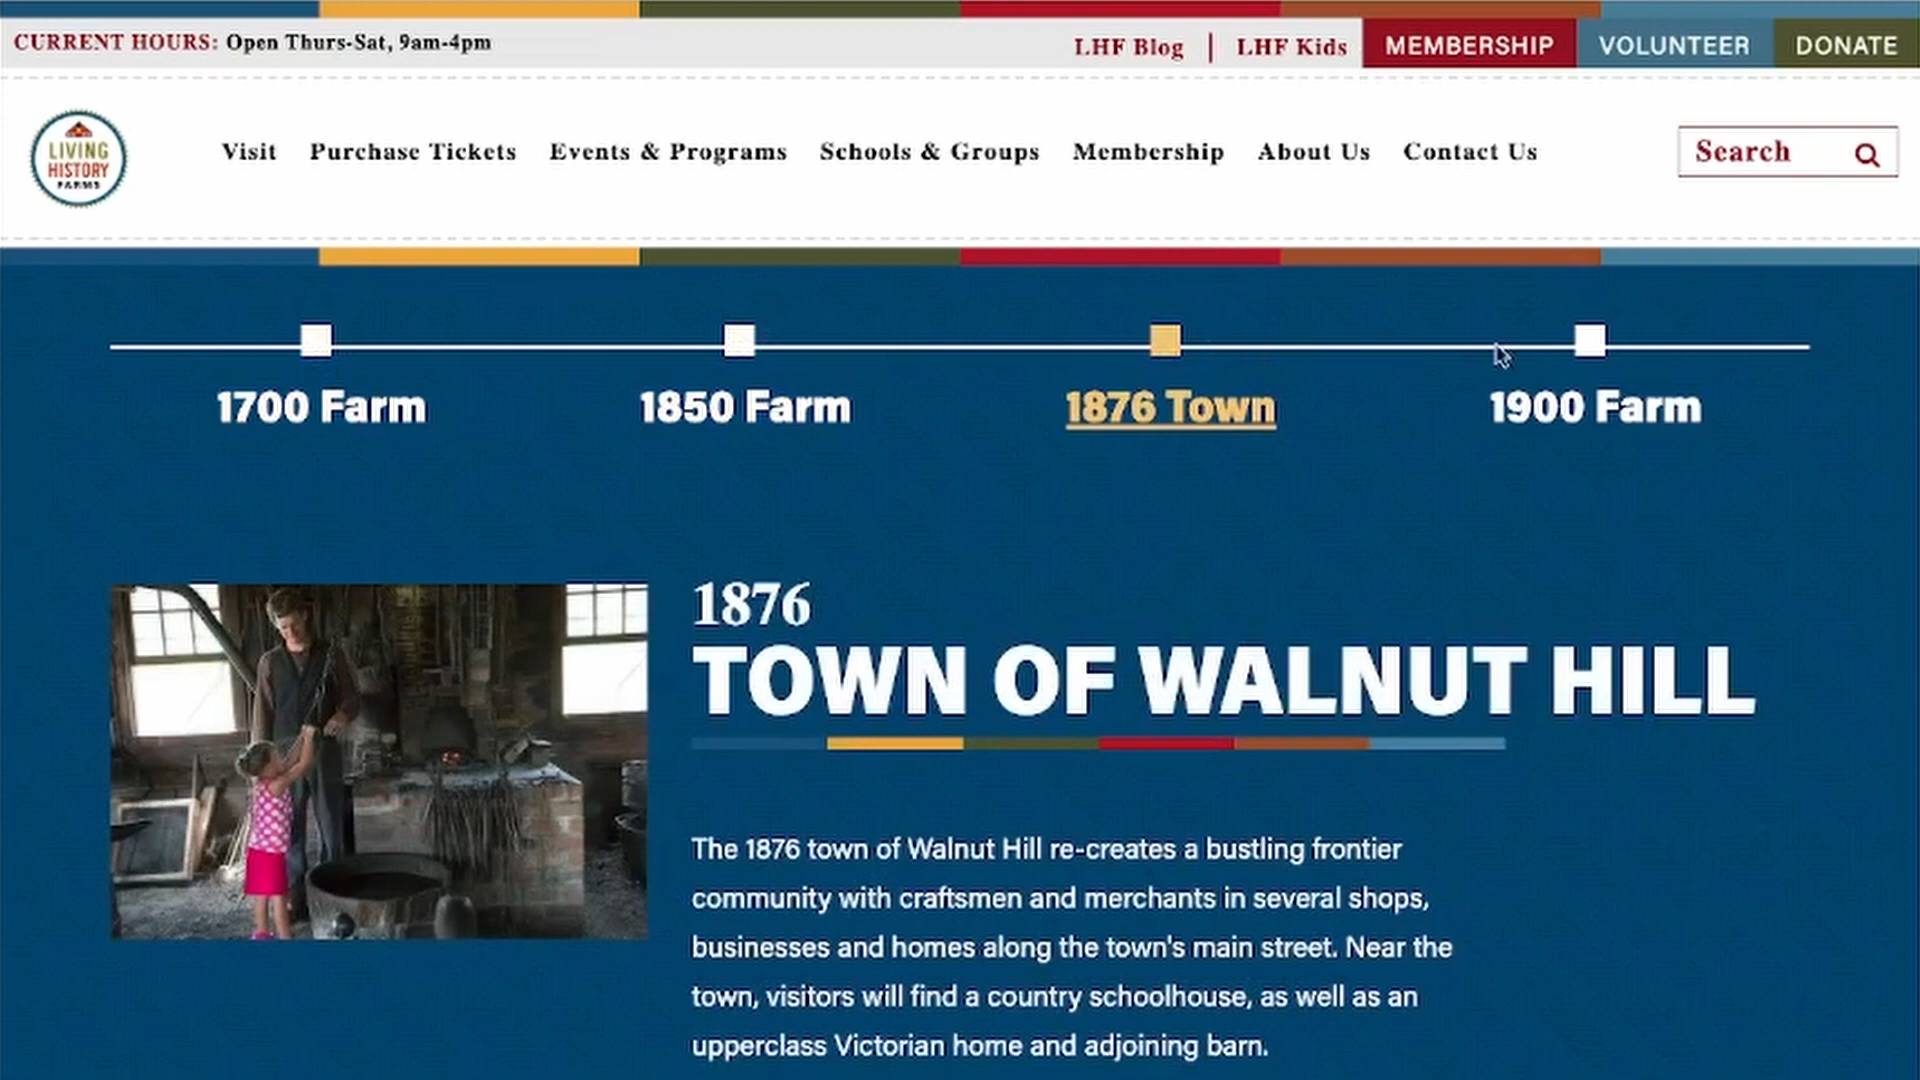 CURRENT HOURS: Open Thurs-Sat, 9am-4pm
LHF Blog | LHF Kids
MEMBERSHIP
VOLUNTEER
DONATE
LIVING
HISTORY
FARMS
Visit
Purchase Tickets
Events & Programs
Schools & Groups
Membership
About Us
Contact Us
Search
1700 Farm
1850 Farm
1876 Town
1900 Farm
1876
TOWN OF WALNUT HILL
The 1876 town of Walnut Hill re-creates a bustling frontier
community with craftsmen and merchants in several shops,
businesses and homes along the town's main street. Near the
town, visitors will find a country schoolhouse, as well as an
upperclass Victorian home and adjoining barn.